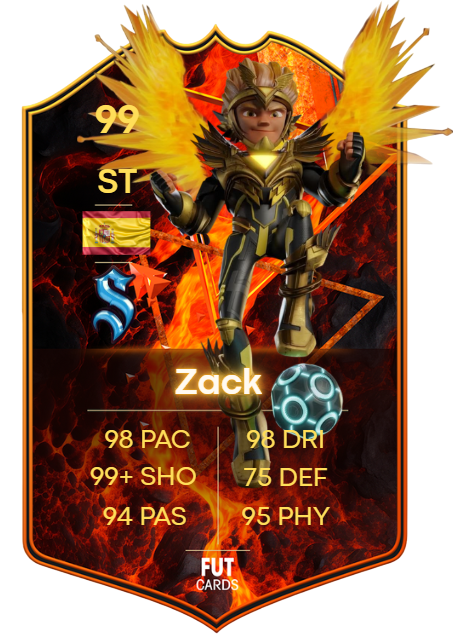 99
ST
S
Zack
98 PAC
98 DRI
99+ SHO
75 DEF
94 PAS
95 PHY
FUT
CARDS